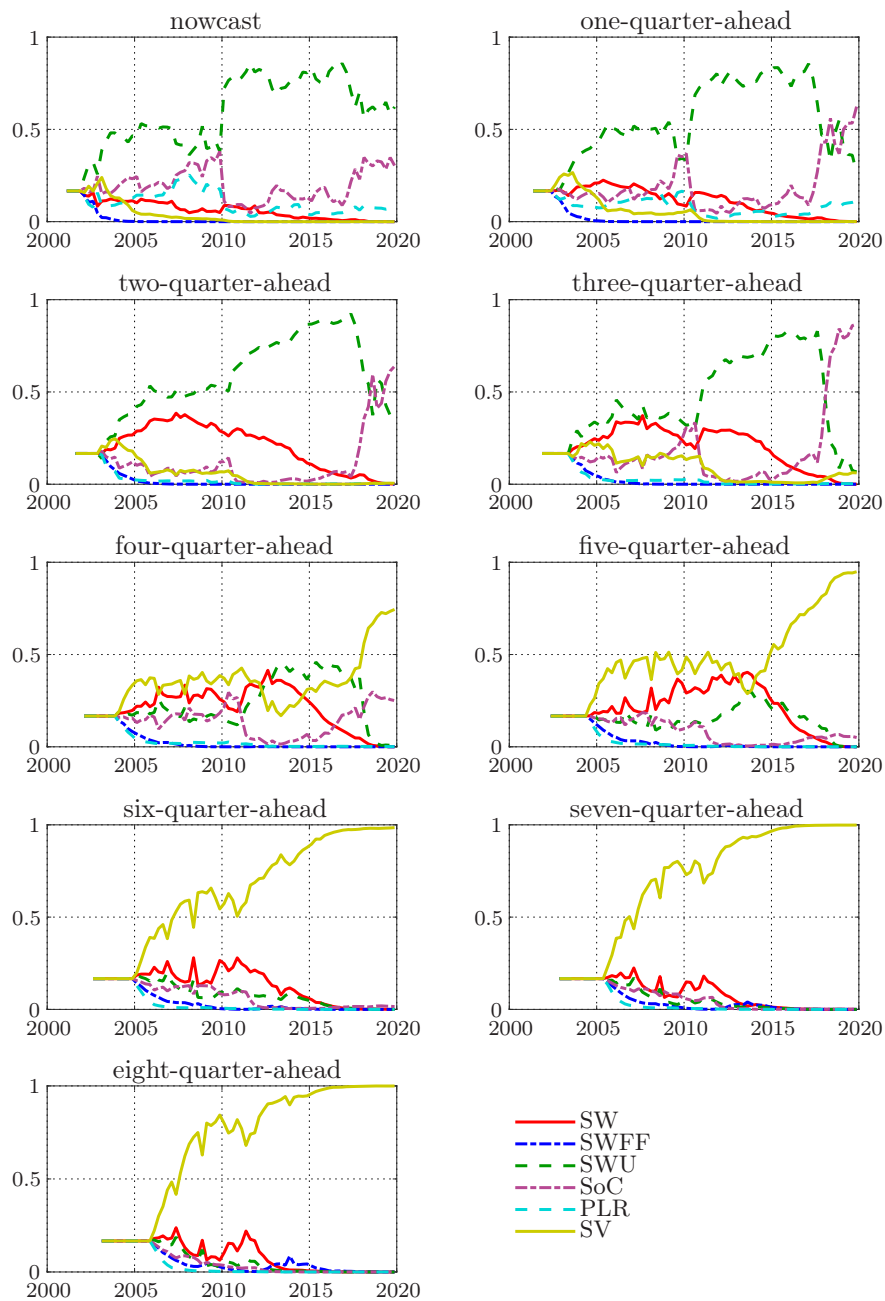 nowcast
one-quarter-ahead
1
0.5
0
2000 2005 2010 2015 2020
1
0.5
0
2000 2005 2010 2015 2020
two-quarter-ahead
three-quarter-ahead
1
0.5
0
2000 2005 2010 2015 2020
1
0.5
0
2000 2005 2010 2015 2020
four-quarter-ahead
five-quarter-ahead
1
0.5
0
2000 2005 2010 2015 2020
1
0.5
0
2000 2005 2010 2015 2020
six-quarter-ahead
seven-quarter-ahead
1
0.5
0
2000 2005 2010 2015 2020
1
0.5
0
2000 2005 2010 2015 2020
eight-quarter-ahead
1
0.5
0
2000 2005 2010 2015 2020
SW
SWFF
SWU
SoC
PLR
SV